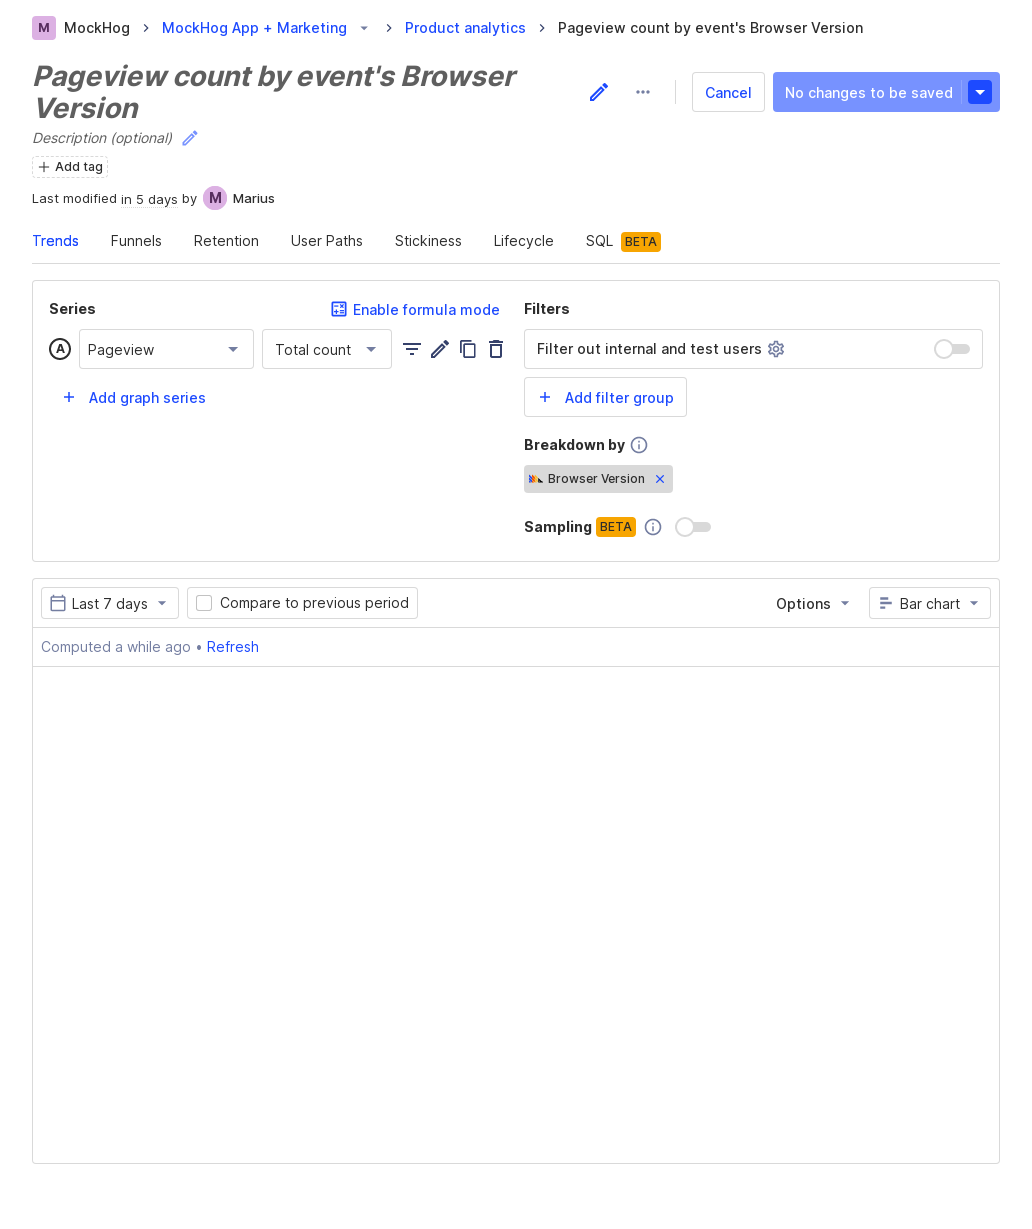 M MockHog MockHog App + Marketing Product analytics Pageview count by event's Browser Version
Pageview count by event's Browser
Version
Cancel
No changes to be saved
Description (optional)
Add tag
Last modified in 5 days by M Marius
Trends Funnels Retention User Paths Stickiness Lifecycle SQL BETA
Series
Enable formula mode
A Pageview Total count
Add graph series
Filters
Filter out internal and test users
Add filter group
Breakdown by
Browser Version
Sampling BETA
Last 7 days Compare to previous period Options Bar chart
Computed a while ago • Refresh